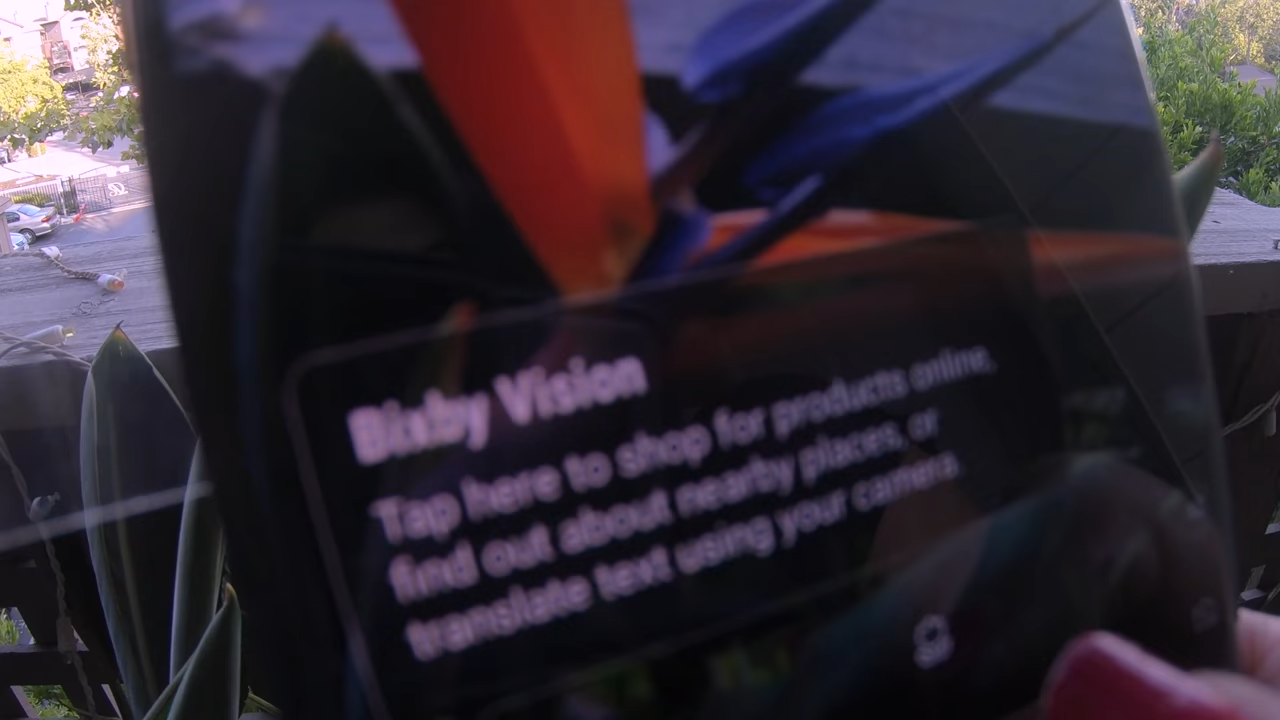 Bixby Vision
Tap here to shop for products online,
find out about nearby places, or
translate text using your camera.